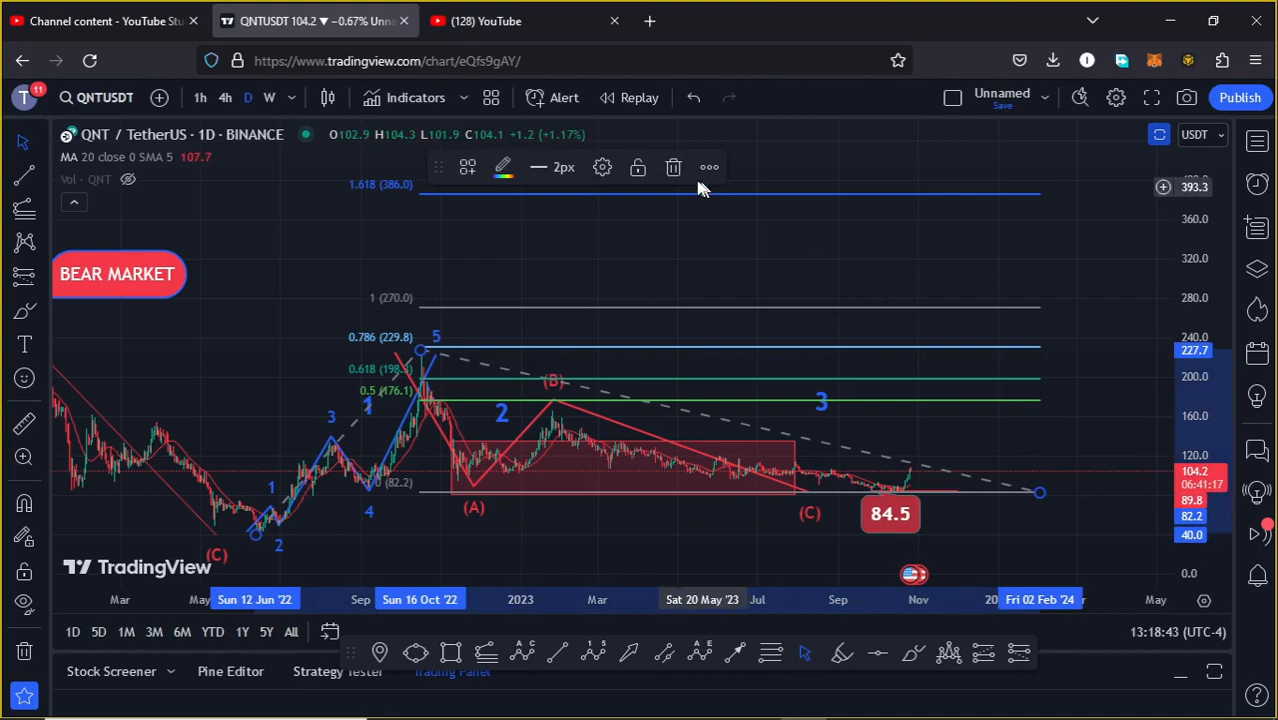 Channel content - YouTube Stu
QNTUSDT 104.2 ▼ −0.67% Unna
(128) YouTube
https://www.tradingview.com/chart/eQfs9gAY/
T
11
QNTUSDT
1h 4h D W
Indicators
Alert
Replay
Unnamed
Save
Publish
QNT / TetherUS · 1D · BINANCE
O102.9 H104.3 L101.9 C104.1 +1.2 (+1.17%)
USDT
MA 20 close 0 SMA 5 107.7
2px
Vol · QNT
1.618 (386.0)
393.3
360.0
320.0
BEAR MARKET
1 (270.0)
280.0
240.0
0.786 (229.8)
5
227.7
0.618 (198.3)
200.0
(B)
0.5 (176.1)
1
2
3
3
160.0
120.0
104.2
06:41:17
0 (82.2)
89.8
1
4
(A)
(C)
84.5
82.2
2
40.0
(C)
TradingView
0.0
Mar
May
Sun 12 Jun '22
Sep
Sun 16 Oct '22
2023
Mar
Sat 20 May '23
Jul
Sep
Nov
Fri 02 Feb '24
May
1D 5D 1M 3M 6M YTD 1Y 5Y All
13:18:43 (UTC-4)
Stock Screener
Pine Editor
Strategy Tester
Trading Panel